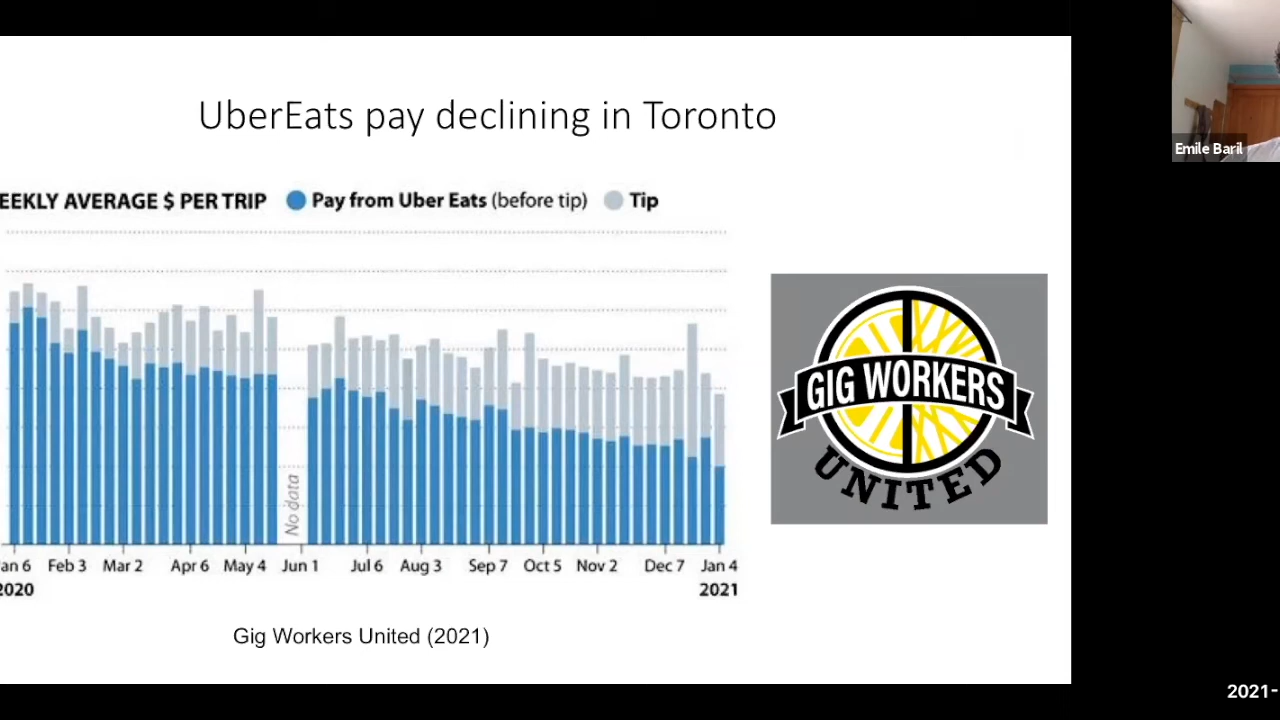 UberEats pay declining in Toronto
EEKLY AVERAGE $ PER TRIP Pay from Uber Eats (before tip) Tip
No data
an 6 Feb 3 Mar 2 Apr 6 May 4 Jun 1 Jul 6 Aug 3 Sep 7 Oct 5 Nov 2 Dec 7 Jan 4
2020 2021
Gig Workers United (2021)
GIG WORKERS
UNITED
Emile Baril
2021-